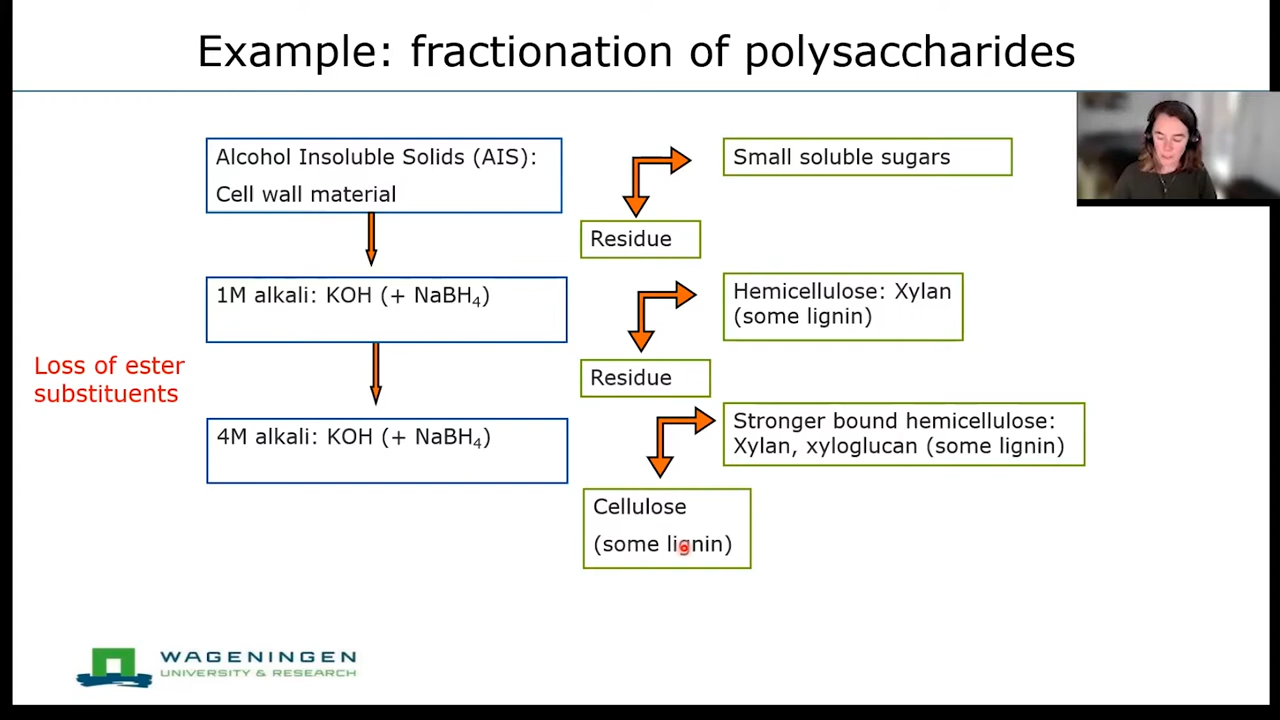 Example: fractionation of polysaccharides
Alcohol Insoluble Solids (AIS):
Cell wall material
Small soluble sugars
Residue
1M alkali: KOH (+ NaBH₄)
Hemicellulose: Xylan
(some lignin)
Loss of ester
substituents
Residue
4M alkali: KOH (+ NaBH₄)
Stronger bound hemicellulose:
Xylan, xyloglucan (some lignin)
Cellulose
(some lignin)
WAGENINGEN
UNIVERSITY & RESEARCH